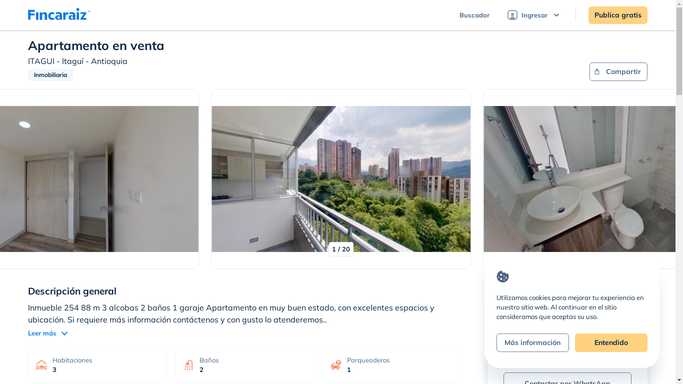 Fincaraiz
Buscador
Ingresar
Publica gratis
Apartamento en venta
ITAGUI - Itaguí - Antioquia
Inmobiliaria
Compartir
1 / 20
Descripción general
Inmueble 254 88 m 3 alcobas 2 baños 1 garaje Apartamento en muy buen estado, con excelentes espacios y
ubicación. Si requiere más información contáctenos y con gusto lo atenderemos..
Leer más
Habitaciones
3
Baños
2
Parqueaderos
1
Utilizamos cookies para mejorar tu experiencia en
nuestro sitio web. Al continuar en el sitio
consideramos que aceptas su uso.
Más información
Entendido
Contactar por WhatsApp